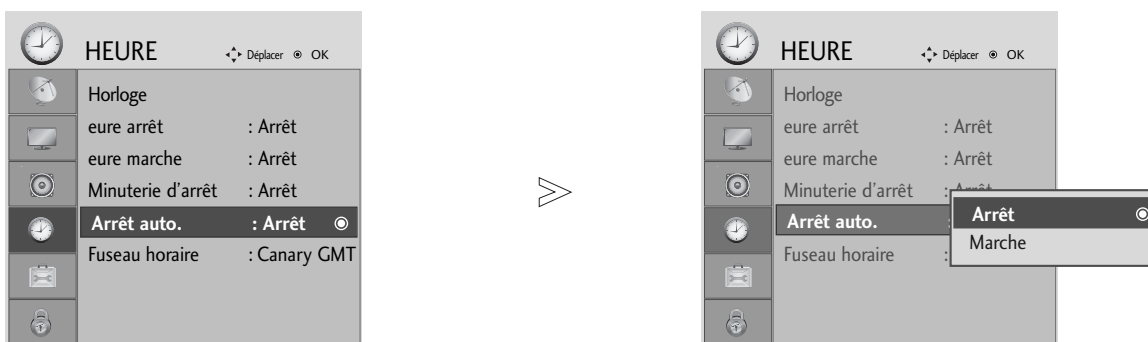 HEURE Déplacer OK
Horloge
eure arrêt : Arrêt
eure marche : Arrêt
Minuterie d’arrêt : Arrêt
Arrêt auto. : Arrêt
Fuseau horaire : Canary GMT
HEURE Déplacer OK
Horloge
eure arrêt : Arrêt
eure marche : Arrêt
Minuterie d’arrêt : Arrêt
Arrêt auto.
Fuseau horaire :
Arrêt
Marche